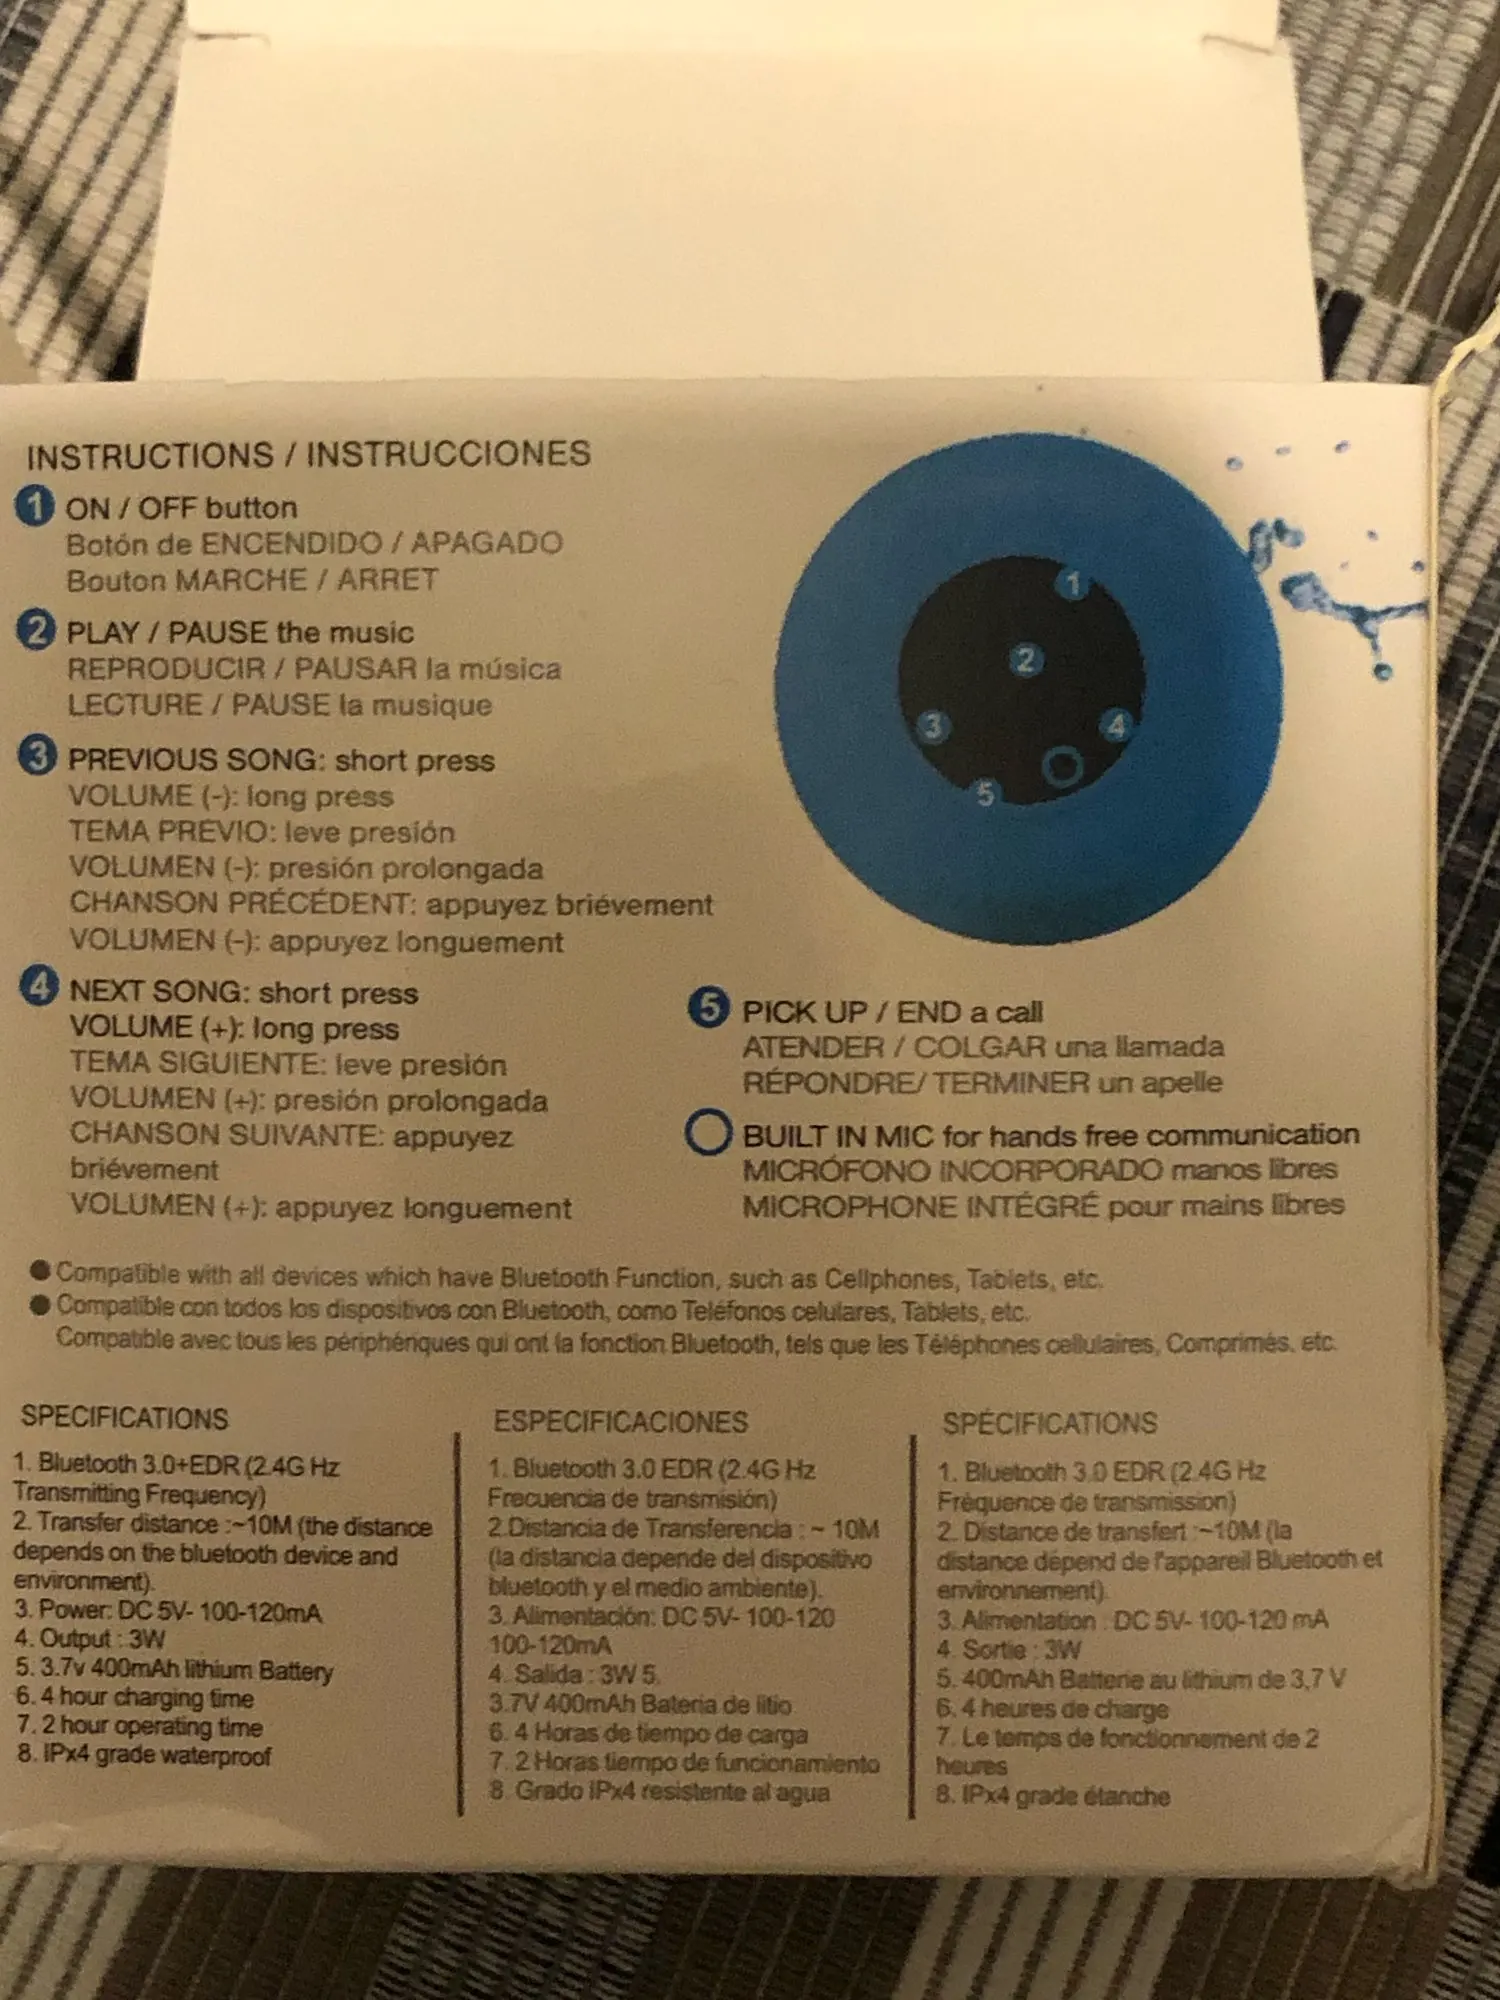 INSTRUCTIONS / INSTRUCCIONES
1 ON / OFF button
Botón de ENCENDIDO / APAGADO
Bouton MARCHE / ARRET
2 PLAY / PAUSE the music
REPRODUCIR / PAUSAR la música
LECTURE / PAUSE la musique
3 PREVIOUS SONG: short press
VOLUME (-): long press
TEMA PREVIO: leve presión
VOLUMEN (-): presión prolongada
CHANSON PRÉCÉDENT: appuyez briévement
VOLUMEN (-): appuyez longuement
4 NEXT SONG: short press
VOLUME (+): long press
TEMA SIGUIENTE: leve presión
VOLUMEN (+): presión prolongada
CHANSON SUIVANTE: appuyez
briévement
VOLUMEN (+): appuyez longuement
1
2
3
4
5
5 PICK UP / END a call
ATENDER / COLGAR una llamada
RÉPONDRE/ TERMINER un apelle
BUILT IN MIC for hands free communication
MICRÓFONO INCORPORADO manos libres
MICROPHONE INTÉGRÉ pour mains libres
● Compatible with all devices which have Bluetooth Function, such as Cellphones, Tablets, etc.
● Compatible con todos los dispositivos con Bluetooth, como Teléfonos celulares, Tablets, etc.
Compatible avec tous les périphériques qui ont la fonction Bluetooth, tels que les Téléphones cellulaires, Comprimés, etc.
SPECIFICATIONS
1. Bluetooth 3.0+EDR (2.4G Hz
Transmitting Frequency)
2. Transfer distance :~10M (the distance
depends on the bluetooth device and
environment).
3. Power: DC 5V- 100-120mA
4. Output : 3W
5. 3.7v 400mAh lithium Battery
6. 4 hour charging time
7. 2 hour operating time
8. IPx4 grade waterproof
ESPECIFICACIONES
1. Bluetooth 3.0 EDR (2.4G Hz
Frecuencia de transmisión)
2.Distancia de Transferencia : ~ 10M
(la distancia depende del dispositivo
bluetooth y el medio ambiente).
3. Alimentación: DC 5V- 100-120
100-120mA
4. Salida : 3W 5.
3.7V 400mAh Bateria de litio
6. 4 Horas de tiempo de carga
7. 2 Horas tiempo de funcionamiento
8. Grado IPx4 resistente al agua
SPÉCIFICATIONS
1. Bluetooth 3.0 EDR (2.4G Hz
Fréquence de transmission)
2. Distance de transfert :~10M (la
distance dépend de l'appareil Bluetooth et
environnement).
3. Alimentation : DC 5V- 100-120 mA
4. Sortie : 3W
5. 400mAh Batterie au lithium de 3,7 V
6. 4 heures de charge
7. Le temps de fonctionnement de 2
heures
8. IPx4 grade étanche